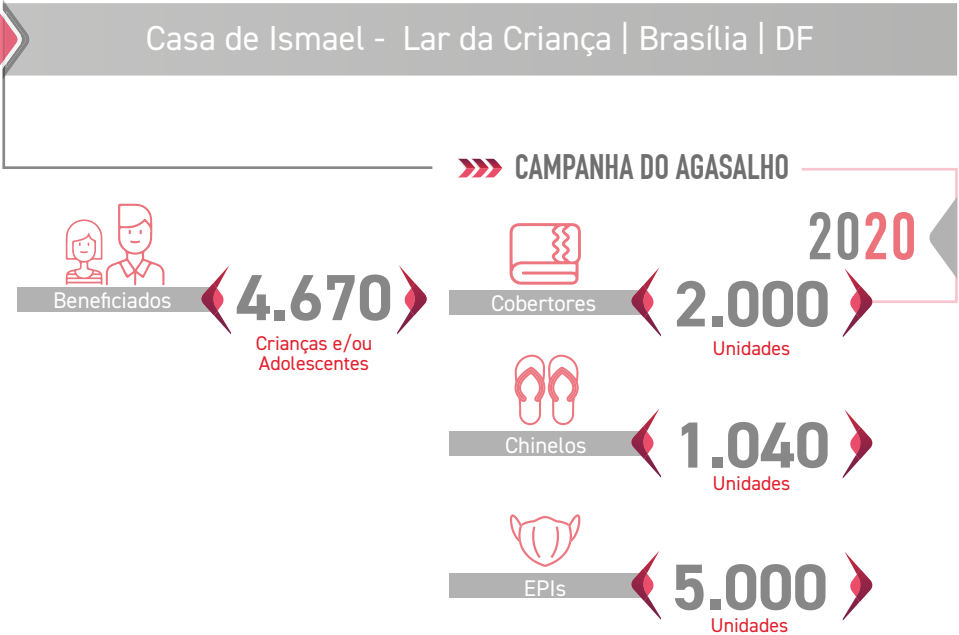 Casa de Ismael - Lar da Criança | Brasília | DF
CAMPANHA DO AGASALHO
2020
Beneficiados
4.670
Crianças e/ou
Adolescentes
Cobertores
2.000
Unidades
Chinelos
1.040
Unidades
EPIs
5.000
Unidades